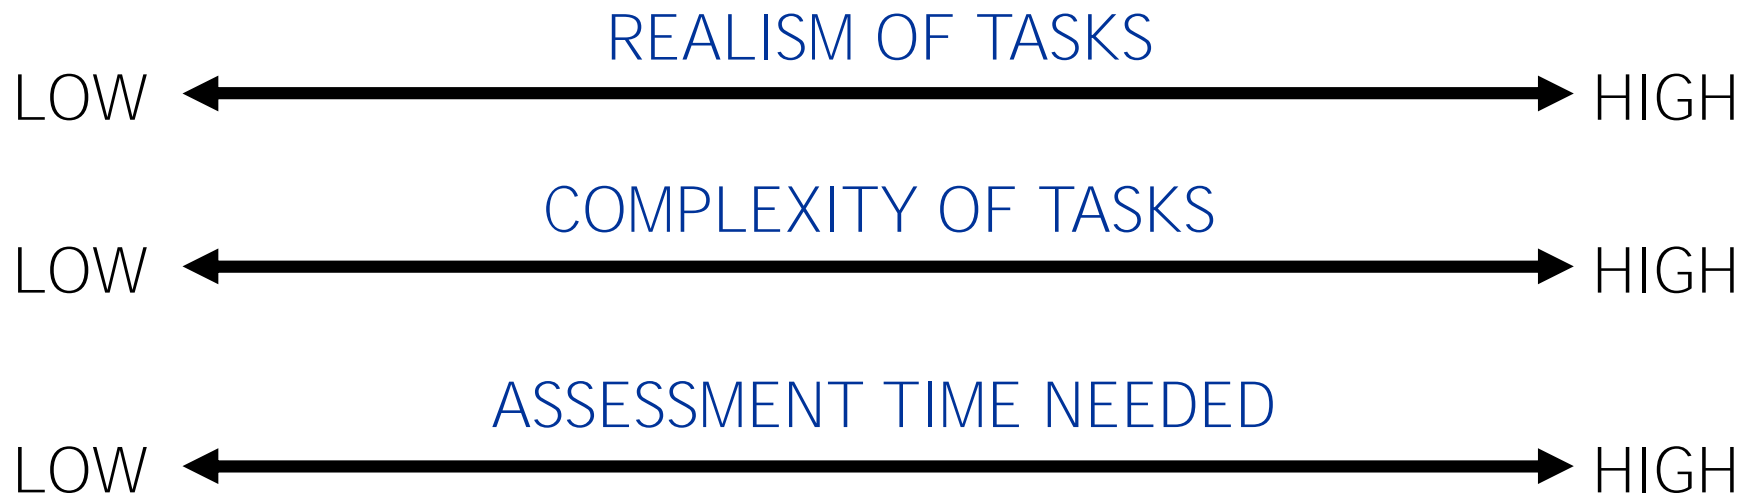 REALISM OF TASKS
LOW HIGH
COMPLEXITY OF TASKS
LOW HIGH
ASSESSMENT TIME NEEDED
LOW HIGH